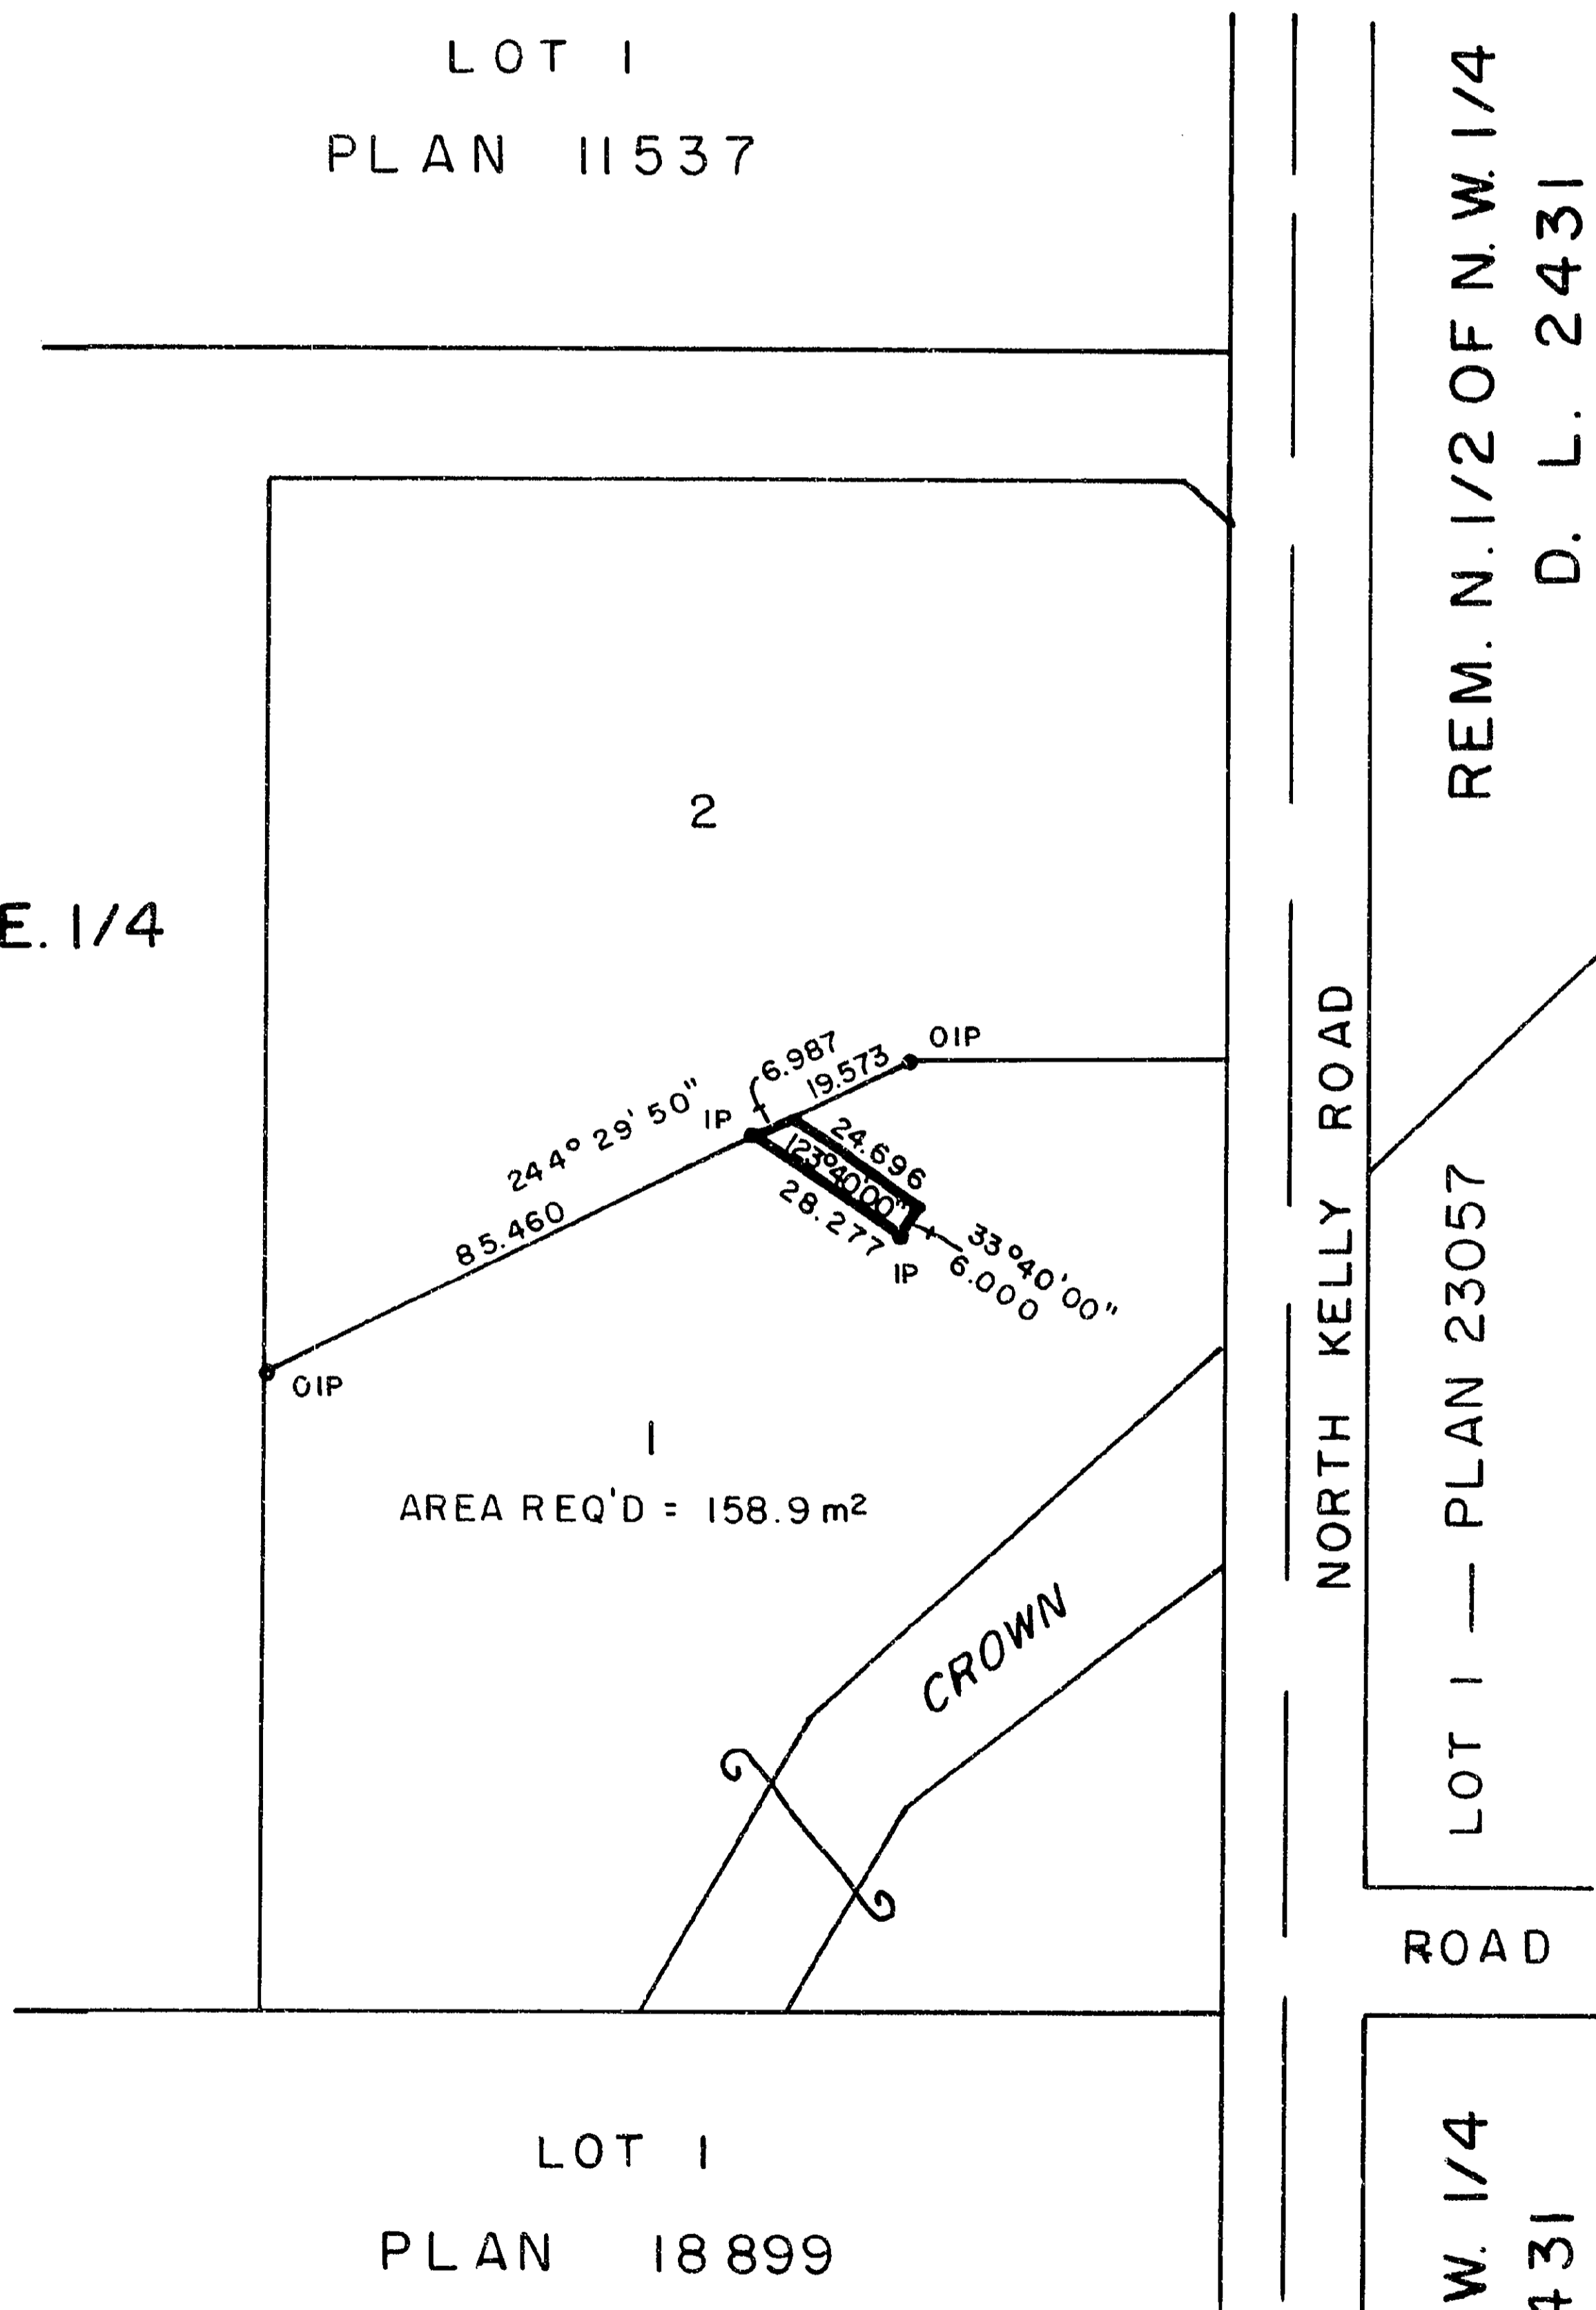 LOT 1
PLAN 11537
REM. N.1/2 OF N.W. 1/4
D. L. 2431
2
E. 1/4
OIP
6.987
19.573
IP
244° 29' 50"
85.460
24.696
123°40'00"
28.277
IP
33°40'00"
6.000
OIP
1
AREA REQ'D = 158.9 m²
NORTH KELLY ROAD
LOT 1 — PLAN 23057
CROWN
ROAD
LOT 1
PLAN 18899
W. 1/4
431